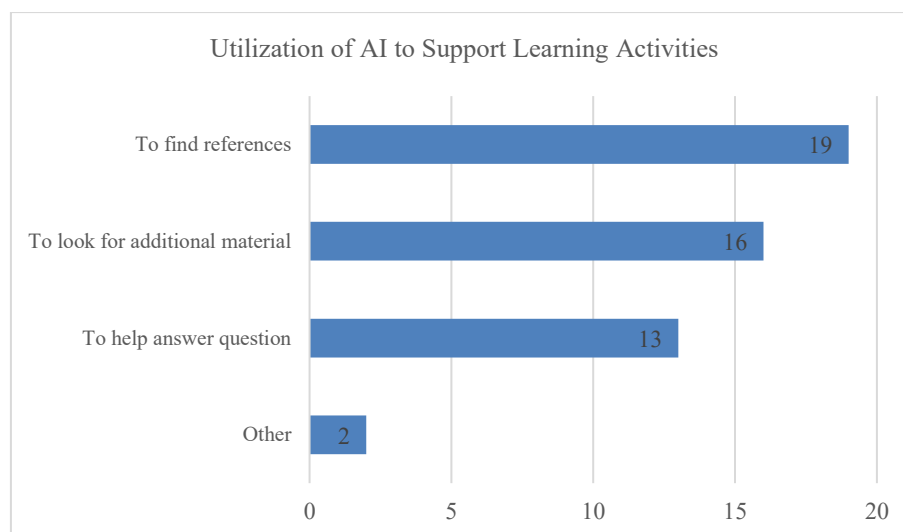 Utilization of AI to Support Learning Activities
To find references
19
To look for additional material
16
To help answer question
13
Other
2
0 5 10 15 20